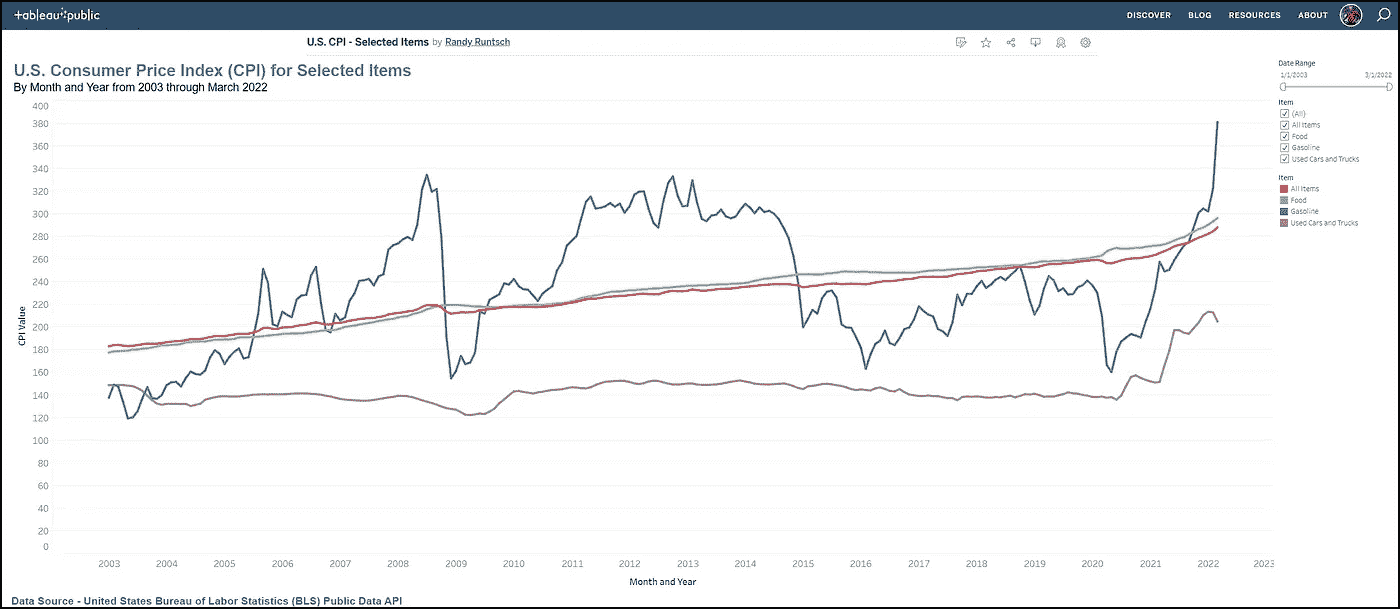 +ableau+public
DISCOVER BLOG RESOURCES ABOUT
U.S. CPI - Selected Items by Randy Runtsch
U.S. Consumer Price Index (CPI) for Selected Items
By Month and Year from 2003 through March 2022
400
380
360
340
320
300
280
260
240
220
200
180
160
140
120
100
80
60
40
20
0
CPI Value
2003 2004 2005 2006 2007 2008 2009 2010 2011 2012 2013 2014 2015 2016 2017 2018 2019 2020 2021 2022 2023
Month and Year
Data Source - United States Bureau of Labor Statistics (BLS) Public Data API
Date Range
1/1/2003 3/1/2022
Item
(All)
All Items
Food
Gasoline
Used Cars and Trucks
Item
All Items
Food
Gasoline
Used Cars and Trucks